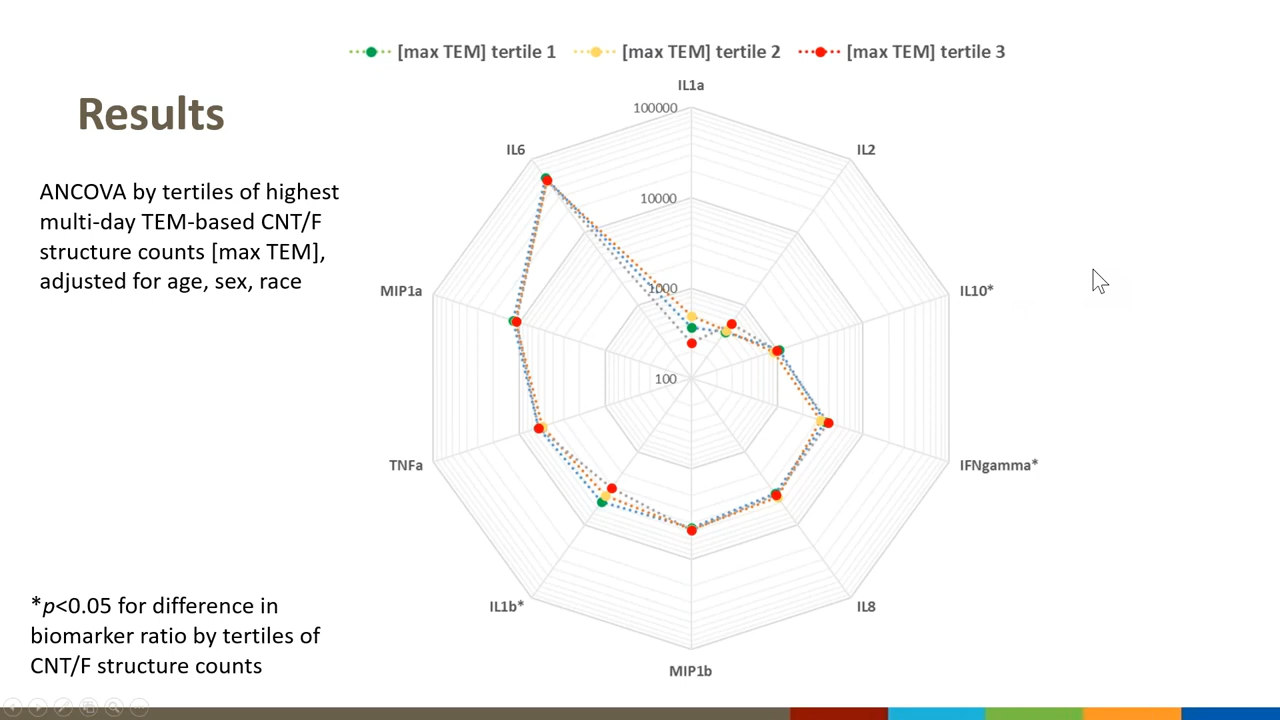 [max TEM] tertile 1 [max TEM] tertile 2 [max TEM] tertile 3
Results
ANCOVA by tertiles of highest
multi-day TEM-based CNT/F
structure counts [max TEM],
adjusted for age, sex, race
*p<0.05 for difference in
biomarker ratio by tertiles of
CNT/F structure counts
IL1a
100000
IL6
IL2
10000
MIP1a
1000
IL10*
100
TNFa
IFNgamma*
IL1b*
IL8
MIP1b